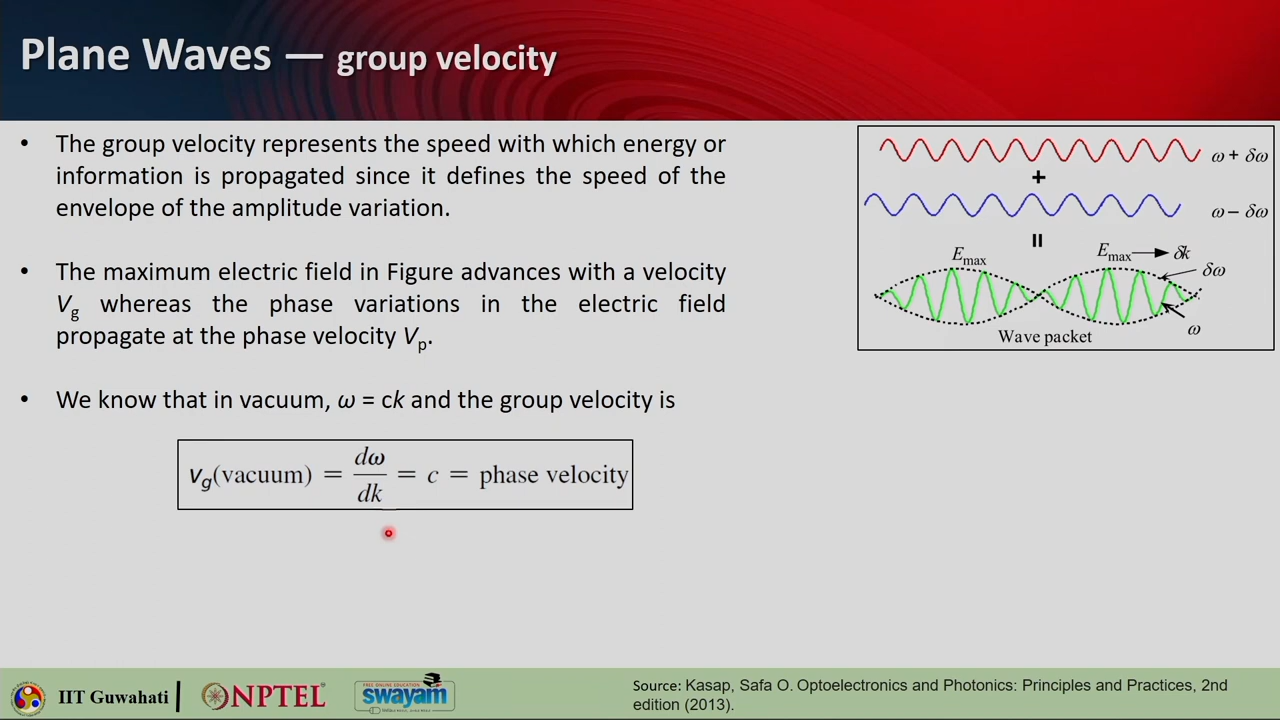 Plane Waves — group velocity
• The group velocity represents the speed with which energy or
information is propagated since it defines the speed of the
envelope of the amplitude variation.
• The maximum electric field in Figure advances with a velocity
Vg whereas the phase variations in the electric field
propagate at the phase velocity Vp.
• We know that in vacuum, ω = ck and the group velocity is
vg(vacuum) = dω/dk = c = phase velocity
ω + δω
+
ω − δω
=
Emax
Emax
δk
δω
Wave packet
ω
IIT Guwahati
NPTEL
FREE ONLINE EDUCATION
swayam
Source: Kasap, Safa O. Optoelectronics and Photonics: Principles and Practices, 2nd
edition (2013).